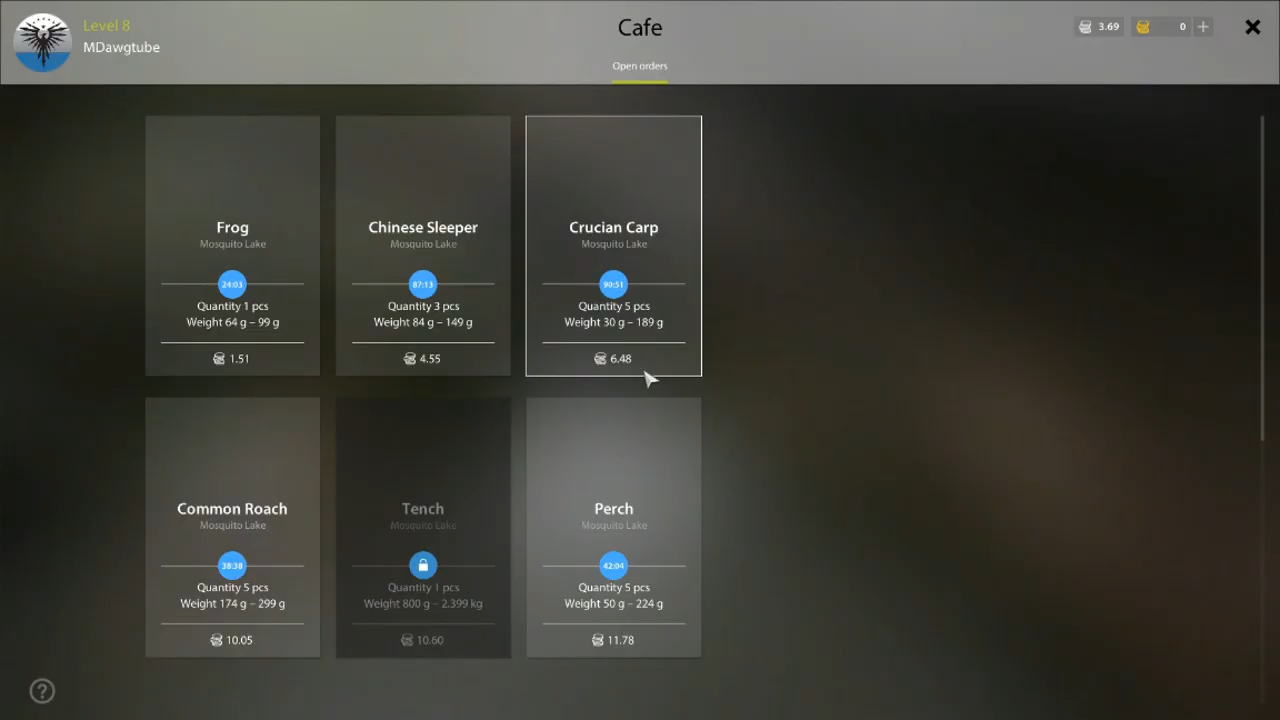 Level 8
MDawgtube
Cafe
Open orders
3.69
0
Frog
Mosquito Lake
24:03
Quantity 1 pcs
Weight 64 g – 99 g
1.51
Chinese Sleeper
Mosquito Lake
87:13
Quantity 3 pcs
Weight 84 g – 149 g
4.55
Crucian Carp
Mosquito Lake
90:51
Quantity 5 pcs
Weight 30 g – 189 g
6.48
Common Roach
Mosquito Lake
38:38
Quantity 5 pcs
Weight 174 g – 299 g
10.05
Tench
Mosquito Lake
Quantity 1 pcs
Weight 800 g – 2.399 kg
10.60
Perch
Mosquito Lake
42:04
Quantity 5 pcs
Weight 50 g – 224 g
11.78
?